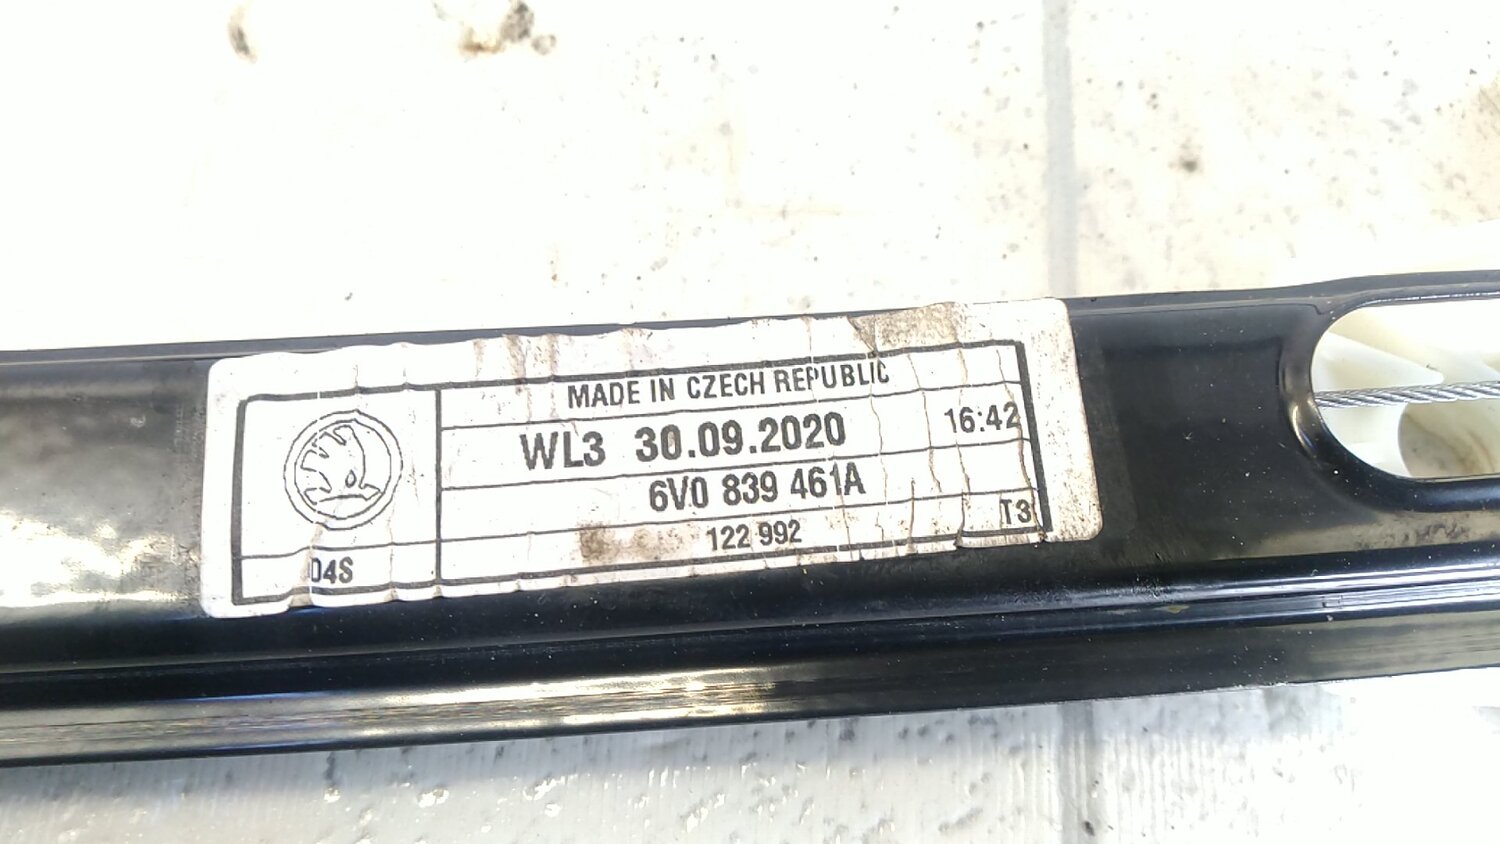 MADE IN CZECH REPUBLIC
WL3 30.09.2020 16:42
6V0 839 461A
122 992 T3
04S